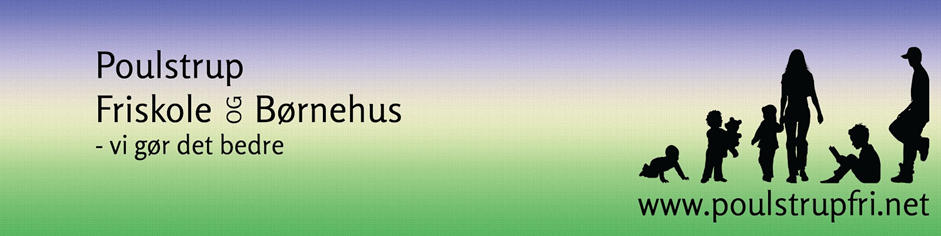 Poulstrup
Friskole OG Børnehus
- vi gør det bedre
www.poulstrupfri.net